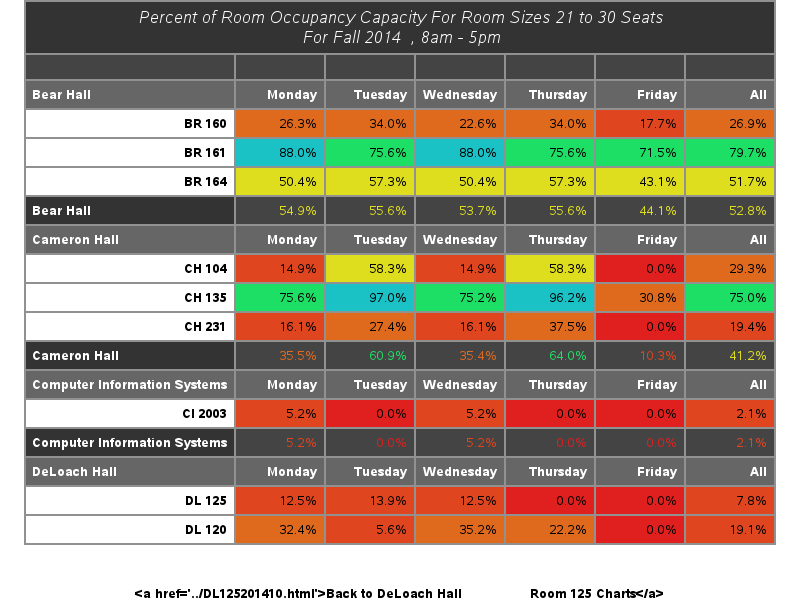 Percent of Room Occupancy Capacity For Room Sizes 21 to 30 Seats
For Fall 2014 , 8am - 5pm
Bear Hall Monday Tuesday Wednesday Thursday Friday All
BR 160 26.3% 34.0% 22.6% 34.0% 17.7% 26.9%
BR 161 88.0% 75.6% 88.0% 75.6% 71.5% 79.7%
BR 164 50.4% 57.3% 50.4% 57.3% 43.1% 51.7%
Bear Hall 54.9% 55.6% 53.7% 55.6% 44.1% 52.8%
Cameron Hall Monday Tuesday Wednesday Thursday Friday All
CH 104 14.9% 58.3% 14.9% 58.3% 0.0% 29.3%
CH 135 75.6% 97.0% 75.2% 96.2% 30.8% 75.0%
CH 231 16.1% 27.4% 16.1% 37.5% 0.0% 19.4%
Cameron Hall 35.5% 60.9% 35.4% 64.0% 10.3% 41.2%
Computer Information Systems Monday Tuesday Wednesday Thursday Friday All
CI 2003 5.2% 0.0% 5.2% 0.0% 0.0% 2.1%
Computer Information Systems 5.2% 0.0% 5.2% 0.0% 0.0% 2.1%
DeLoach Hall Monday Tuesday Wednesday Thursday Friday All
DL 125 12.5% 13.9% 12.5% 0.0% 0.0% 7.8%
DL 120 32.4% 5.6% 35.2% 22.2% 0.0% 19.1%
<a href='../DL125201410.html'>Back to DeLoach Hall Room 125 Charts</a>